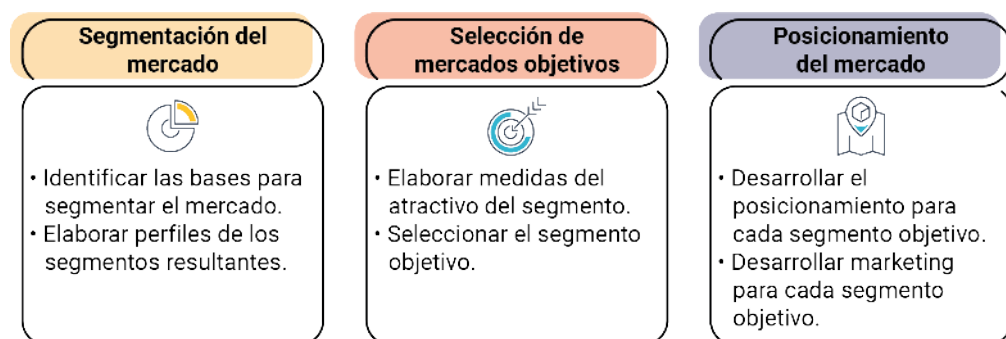 Segmentación del
mercado
• Identificar las bases para
segmentar el mercado.
• Elaborar perfiles de los
segmentos resultantes.
Selección de
mercados objetivos
• Elaborar medidas del
atractivo del segmento.
• Seleccionar el segmento
objetivo.
Posicionamiento
del mercado
• Desarrollar el
posicionamiento para
cada segmento objetivo.
• Desarrollar marketing
para cada segmento
objetivo.